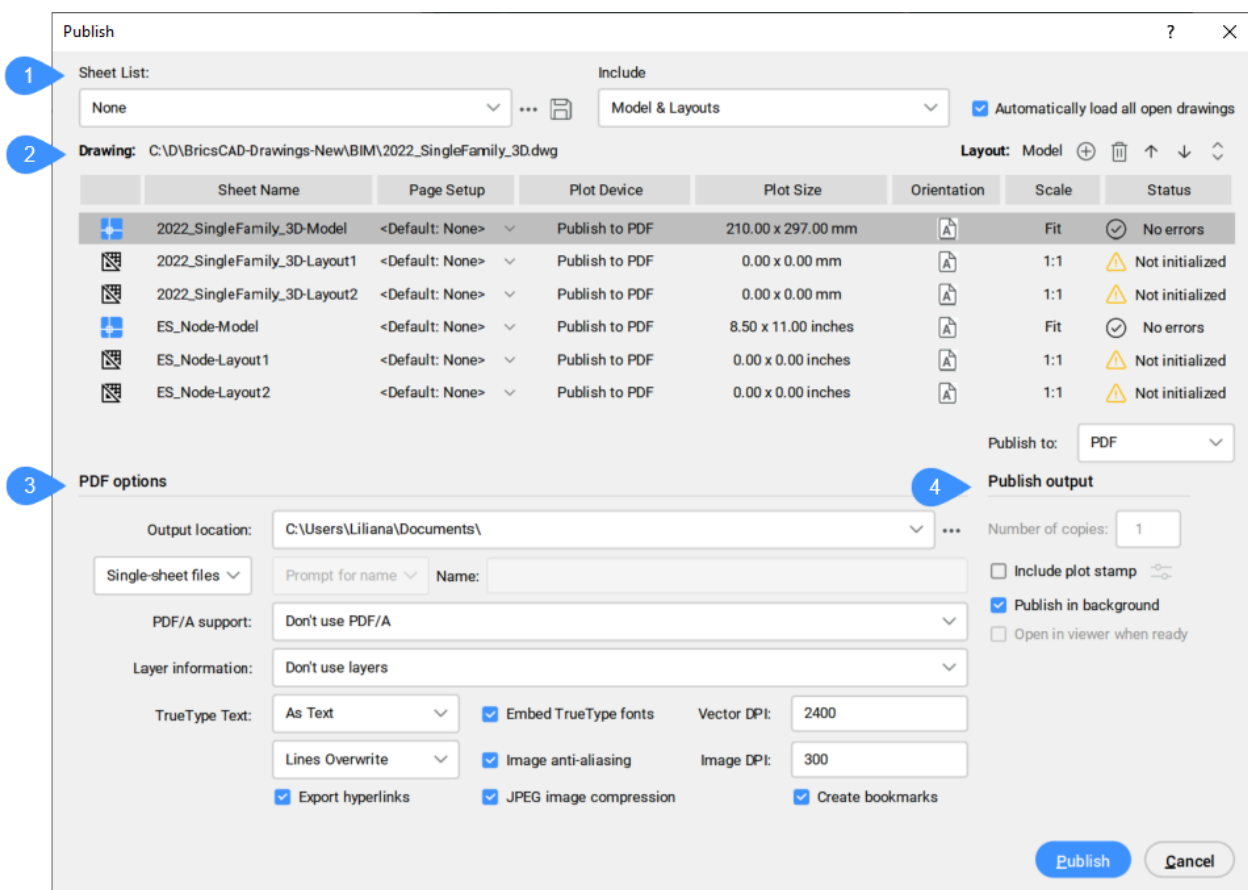 Publish ?
1 Sheet List: Include
None ... Model & Layouts Automatically load all open drawings
2 Drawing: C:\D\BricsCAD-Drawings-New\BIM\2022_SingleFamily_3D.dwg Layout: Model
Sheet Name Page Setup Plot Device Plot Size Orientation Scale Status
2022_SingleFamily_3D-Model <Default: None> Publish to PDF 210.00 x 297.00 mm A Fit No errors
2022_SingleFamily_3D-Layout1 <Default: None> Publish to PDF 0.00 x 0.00 mm A 1:1 Not initialized
2022_SingleFamily_3D-Layout2 <Default: None> Publish to PDF 0.00 x 0.00 mm A 1:1 Not initialized
ES_Node-Model <Default: None> Publish to PDF 8.50 x 11.00 inches A Fit No errors
ES_Node-Layout1 <Default: None> Publish to PDF 0.00 x 0.00 inches A 1:1 Not initialized
ES_Node-Layout2 <Default: None> Publish to PDF 0.00 x 0.00 inches A 1:1 Not initialized
Publish to: PDF
3 PDF options 4 Publish output
Output location: C:\Users\Liliana\Documents\ ... Number of copies: 1
Single-sheet files Prompt for name Name: Include plot stamp
PDF/A support: Don't use PDF/A Publish in background
Open in viewer when ready
Layer information: Don't use layers
TrueType Text: As Text Embed TrueType fonts Vector DPI: 2400
Lines Overwrite Image anti-aliasing Image DPI: 300
Export hyperlinks JPEG image compression Create bookmarks
Publish Cancel